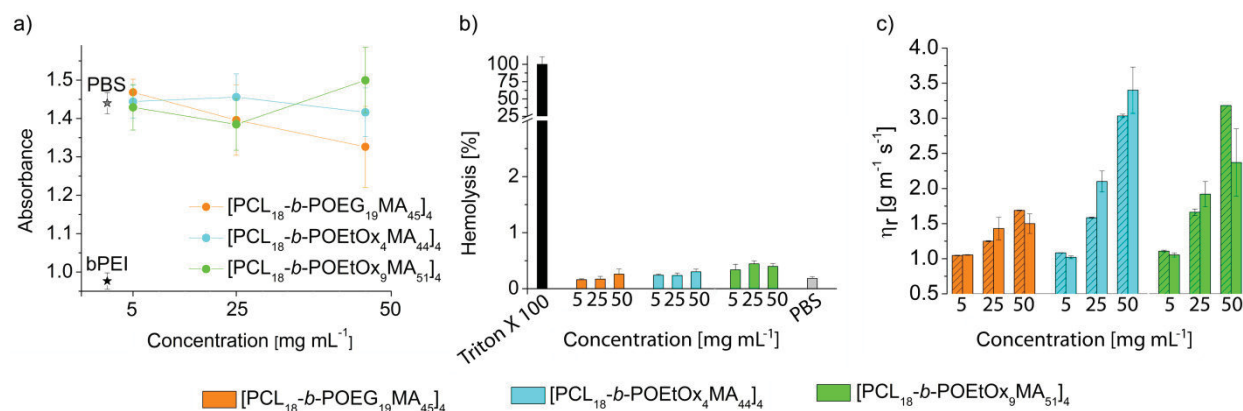 a)
Absorbance
1.5
1.4
1.3
1.2
1.1
1.0
PBS
bPEI
[PCL₁₈-b-POEG₁₉MA₄₅]₄
[PCL₁₈-b-POEtOx₄MA₄₄]₄
[PCL₁₈-b-POEtOx₉MA₅₁]₄
5 25 50
Concentration [mg mL⁻¹]
b)
Hemolysis [%]
100
75
50
25
2
1
0
Triton X 100
5 25 50 5 25 50 5 25 50 PBS
Concentration [mg mL⁻¹]
c)
ηr [g m⁻¹ s⁻¹]
4.0
3.5
3.0
2.5
2.0
1.5
1.0
0.5
5 25 50 5 25 50 5 25 50
Concentration [mg mL⁻¹]
[PCL₁₈-b-POEG₁₉MA₄₅]₄ [PCL₁₈-b-POEtOx₄MA₄₄]₄ [PCL₁₈-b-POEtOx₉MA₅₁]₄